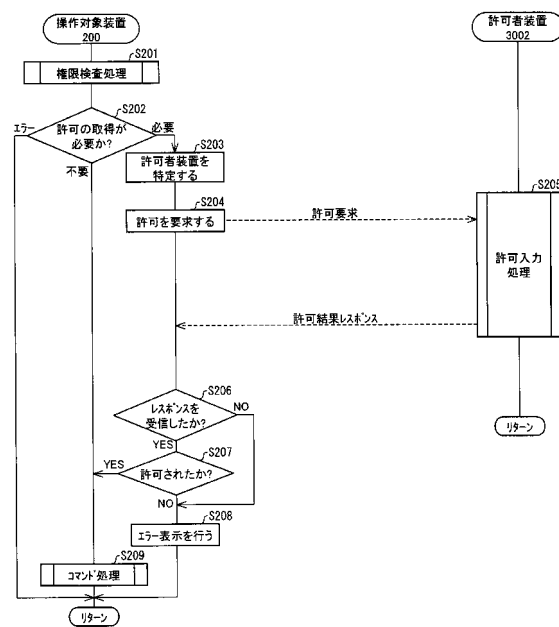 操作対象装置
200
許可者装置
3002
S201
権限検査処理
S202
エラー
許可の取得が
必要か?
必要
不要
S203
許可者装置を
特定する
S204
許可を要求する
許可要求
S205
許可入力
処理
許可結果レスポンス
S206
レスポンスを
受信したか?
NO
YES
S207
YES
許可されたか?
NO
S208
エラー表示を行う
S209
コマンド処理
リターン
リターン